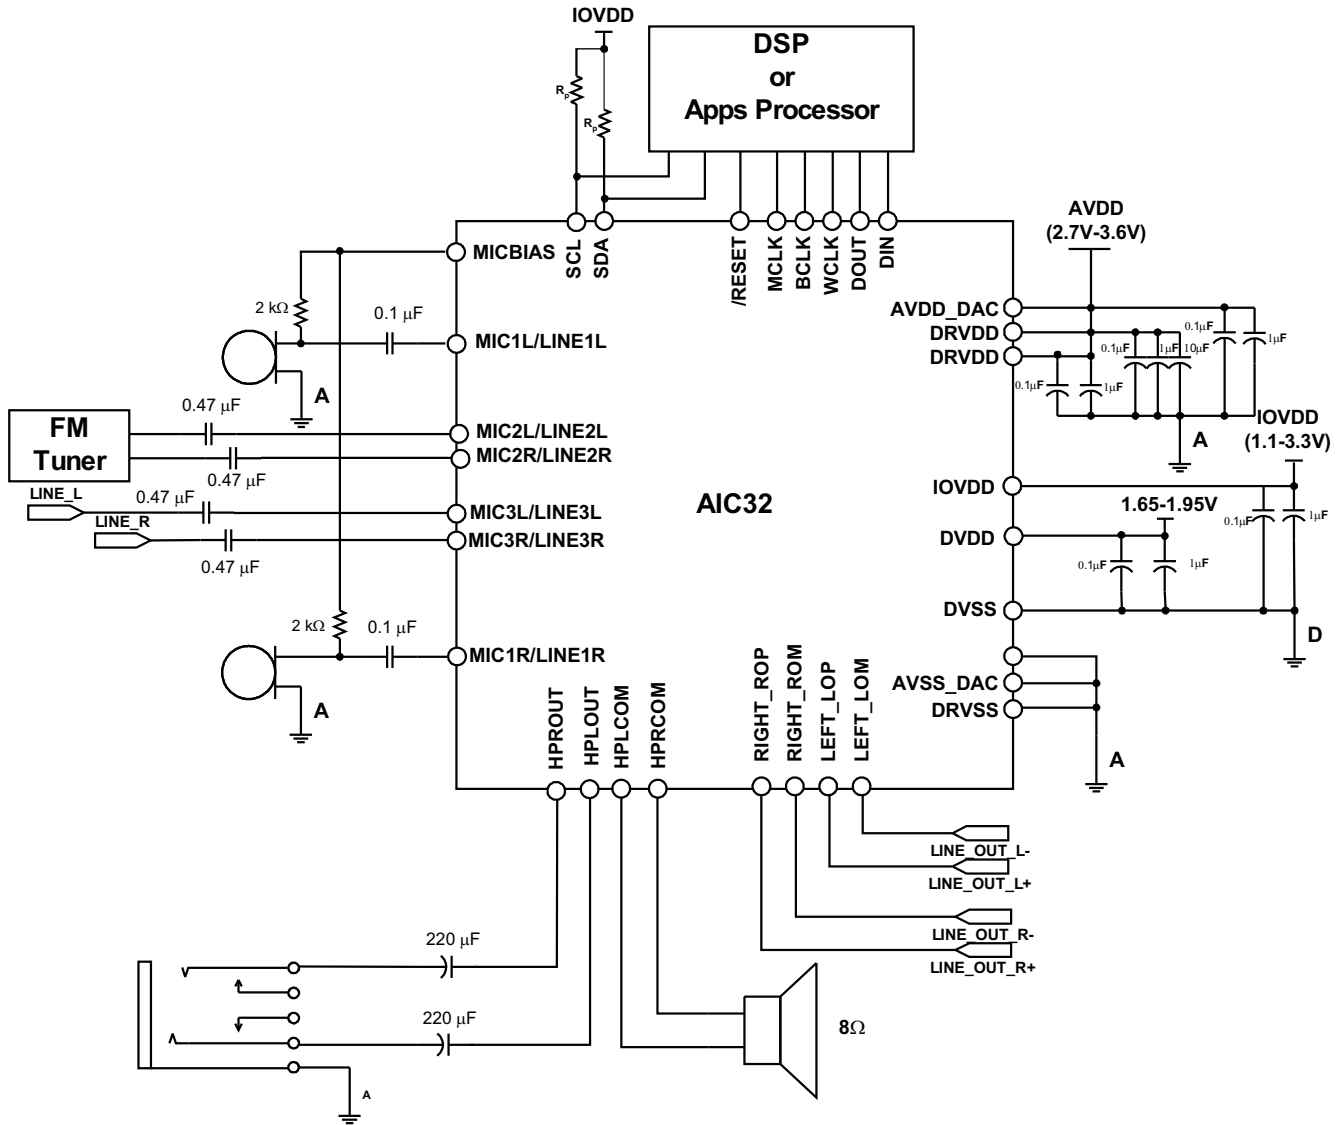 IOVDD
DSP
or
Apps Processor
Rp
Rp
SCL
SDA
/RESET
MCLK
BCLK
WCLK
DOUT
DIN
AVDD
(2.7V-3.6V)
MICBIAS
2 kΩ
0.1 μF
MIC1L/LINE1L
A
AVDD_DAC
DRVDD
DRVDD
0.1μF
1μF
0.1μF
1μF
10μF
0.1μF
1μF
A
0.47 μF
FM
Tuner
MIC2L/LINE2L
MIC2R/LINE2R
0.47 μF
LINE_L
0.47 μF
MIC3L/LINE3L
LINE_R
MIC3R/LINE3R
0.47 μF
AIC32
IOVDD
(1.1-3.3V)
IOVDD
1.65-1.95V
0.1μF
1μF
DVDD
0.1μF
1μF
DVSS
D
2 kΩ
0.1 μF
MIC1R/LINE1R
A
AVSS_DAC
DRVSS
A
HPROUT
HPLOUT
HPLCOM
HPRCOM
RIGHT_ROP
RIGHT_ROM
LEFT_LOP
LEFT_LOM
LINE_OUT_L-
LINE_OUT_L+
LINE_OUT_R-
LINE_OUT_R+
220 μF
220 μF
8Ω
A